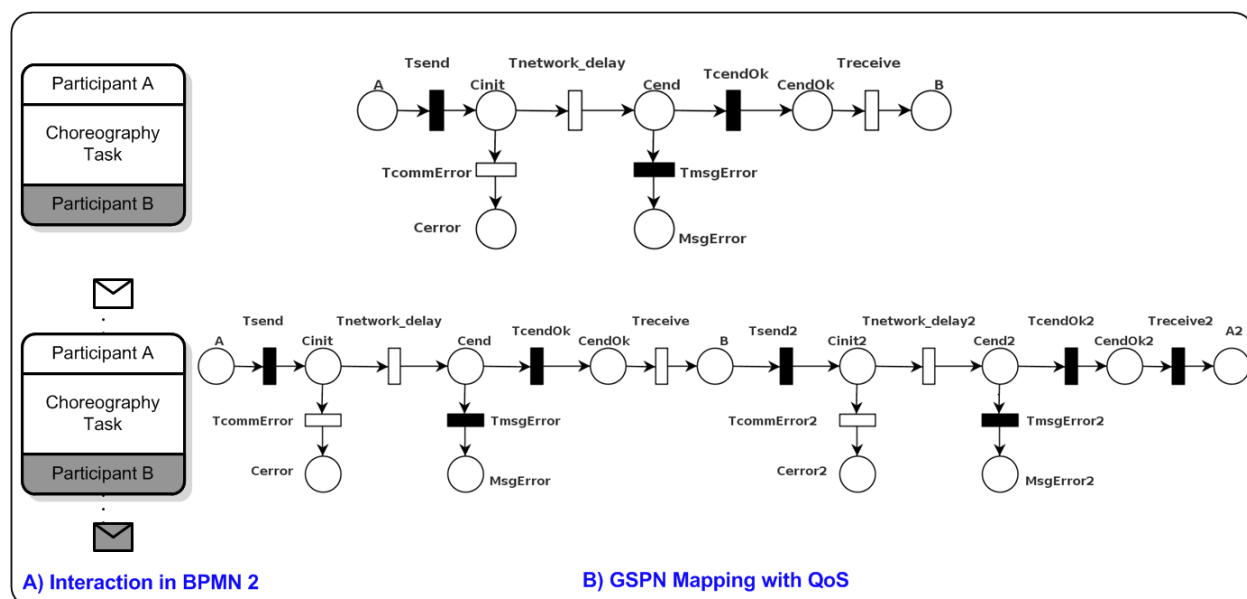 Participant A
Choreography
Task
Participant B
A
Tsend
Cinit
Tnetwork_delay
Cend
TcendOk
CendOk
Treceive
B
TcommError
TmsgError
Cerror
MsgError
Participant A
Choreography
Task
Participant B
A
Tsend
Cinit
Tnetwork_delay
Cend
TcendOk
CendOk
Treceive
B
Tsend2
Cinit2
Tnetwork_delay2
Cend2
TcendOk2
CendOk2
Treceive2
A2
TcommError
TmsgError
TcommError2
TmsgError2
Cerror
MsgError
Cerror2
MsgError2
A) Interaction in BPMN 2
B) GSPN Mapping with QoS